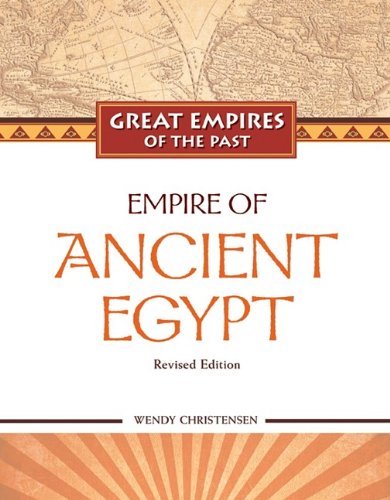 GREAT EMPIRES
OF THE PAST
EMPIRE OF
ANCIENT
EGYPT
Revised Edition
WENDY CHRISTENSEN